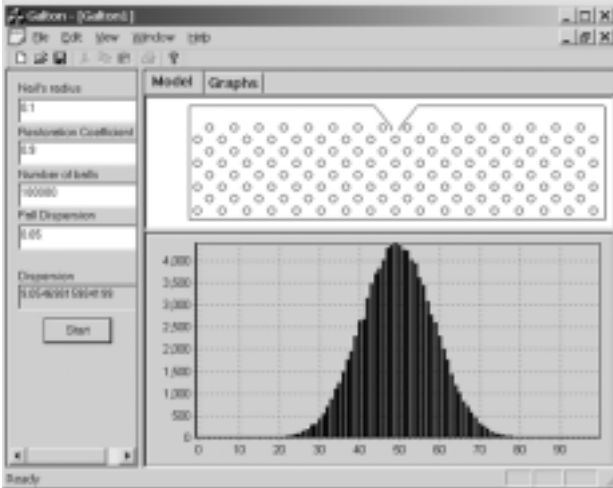 Galton - [Galton1]
File Edit View Window Help
Model Graphs
Nail's radius
0.1
Restoration Coefficient
0.9
Number of balls
100000
Fall Dispersion
0.05
Dispersion
Start
4,000
3,500
3,000
2,500
2,000
1,500
1,000
500
0
0 10 20 30 40 50 60 70 80 90
Ready